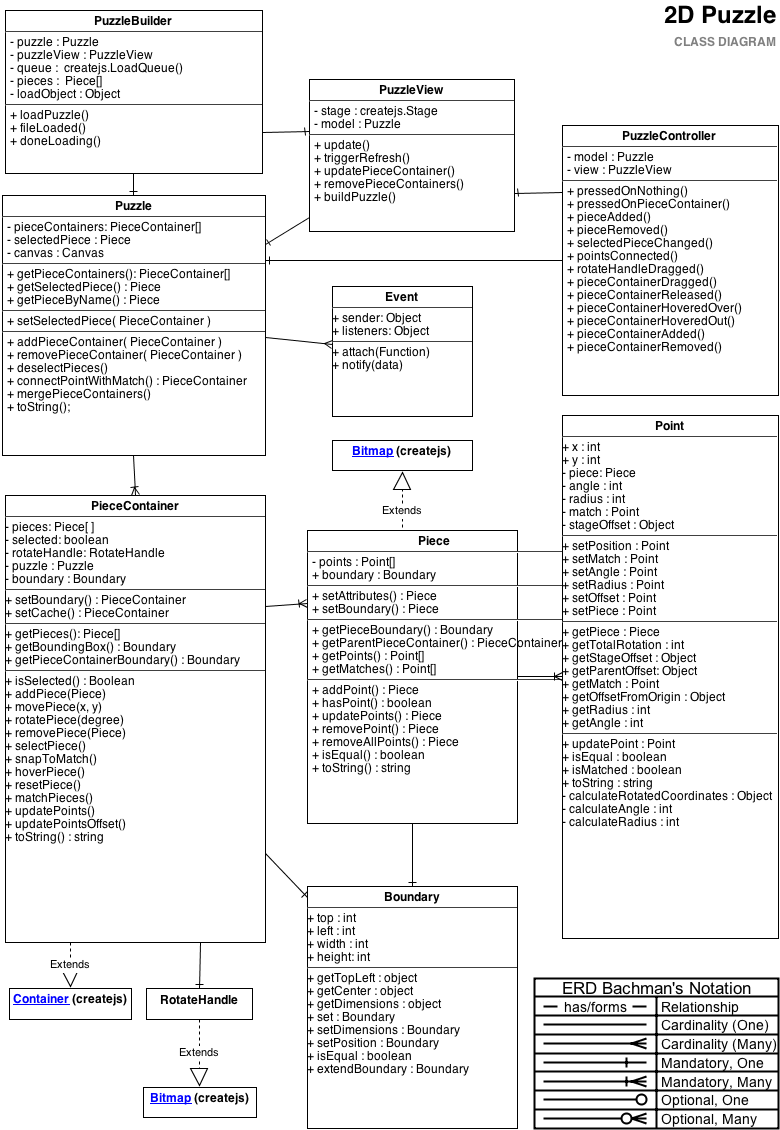 2D Puzzle
CLASS DIAGRAM
PuzzleBuilder
- puzzle : Puzzle
- puzzleView : PuzzleView
- queue : createjs.LoadQueue()
- pieces : Piece[]
- loadObject : Object
+ loadPuzzle()
+ fileLoaded()
+ doneLoading()
PuzzleView
- stage : createjs.Stage
- model : Puzzle
+ update()
+ triggerRefresh()
+ updatePieceContainer()
+ removePieceContainers()
+ buildPuzzle()
PuzzleController
- model : Puzzle
- view : PuzzleView
+ pressedOnNothing()
+ pressedOnPieceContainer()
+ pieceAdded()
+ pieceRemoved()
+ selectedPieceChanged()
+ pointsConnected()
+ rotateHandleDragged()
+ pieceContainerDragged()
+ pieceContainerReleased()
+ pieceContainerHoveredOver()
+ pieceContainerHoveredOut()
+ pieceContainerAdded()
+ pieceContainerRemoved()
Puzzle
- pieceContainers: PieceContainer[]
- selectedPiece : Piece
- canvas : Canvas
+ getPieceContainers(): PieceContainer[]
+ getSelectedPiece() : Piece
+ getPieceByName() : Piece
+ setSelectedPiece( PieceContainer )
+ addPieceContainer( PieceContainer )
+ removePieceContainer( PieceContainer )
+ deselectPieces()
+ connectPointWithMatch() : PieceContainer
+ mergePieceContainers()
+ toString();
Event
+ sender: Object
+ listeners: Object
+ attach(Function)
+ notify(data)
Bitmap (createjs)
Extends
Point
+ x : int
+ y : int
- piece: Piece
- angle : int
- radius : int
- match : Point
- stageOffset : Object
+ setPosition : Point
+ setMatch : Point
+ setAngle : Point
+ setRadius : Point
+ setOffset : Point
+ setPiece : Point
+ getPiece : Piece
+ getTotalRotation : int
+ getStageOffset : Object
+ getParentOffset: Object
+ getMatch : Point
+ getOffsetFromOrigin : Object
+ getRadius : int
+ getAngle : int
+ updatePoint : Point
+ isEqual : boolean
+ isMatched : boolean
+ toString : string
- calculateRotatedCoordinates : Object
- calculateAngle : int
- calculateRadius : int
PieceContainer
- pieces: Piece[ ]
- selected: boolean
- rotateHandle: RotateHandle
- puzzle : Puzzle
- boundary : Boundary
+ setBoundary() : PieceContainer
+ setCache() : PieceContainer
+ getPieces(): Piece[]
+ getBoundingBox() : Boundary
+ getPieceContainerBoundary() : Boundary
+ isSelected() : Boolean
+ addPiece(Piece)
+ movePiece(x, y)
+ rotatePiece(degree)
+ removePiece(Piece)
+ selectPiece()
+ snapToMatch()
+ hoverPiece()
+ resetPiece()
+ matchPieces()
+ updatePoints()
+ updatePointsOffset()
+ toString() : string
Piece
- points : Point[]
+ boundary : Boundary
+ setAttributes() : Piece
+ setBoundary() : Piece
+ getPieceBoundary() : Boundary
+ getParentPieceContainer() : PieceContainer
+ getPoints() : Point[]
+ getMatches() : Point[]
+ addPoint() : Piece
+ hasPoint() : boolean
+ updatePoints() : Piece
+ removePoint() : Piece
+ removeAllPoints() : Piece
+ isEqual() : boolean
+ toString() : string
Boundary
+ top : int
+ left : int
+ width : int
+ height: int
+ getTopLeft : object
+ getCenter : object
+ getDimensions : object
+ set : Boundary
+ setDimensions : Boundary
+ setPosition : Boundary
+ isEqual : boolean
+ extendBoundary : Boundary
Extends
Container (createjs)
RotateHandle
Extends
Bitmap (createjs)
ERD Bachman's Notation
has/forms Relationship
Cardinality (One)
Cardinality (Many)
Mandatory, One
Mandatory, Many
Optional, One
Optional, Many